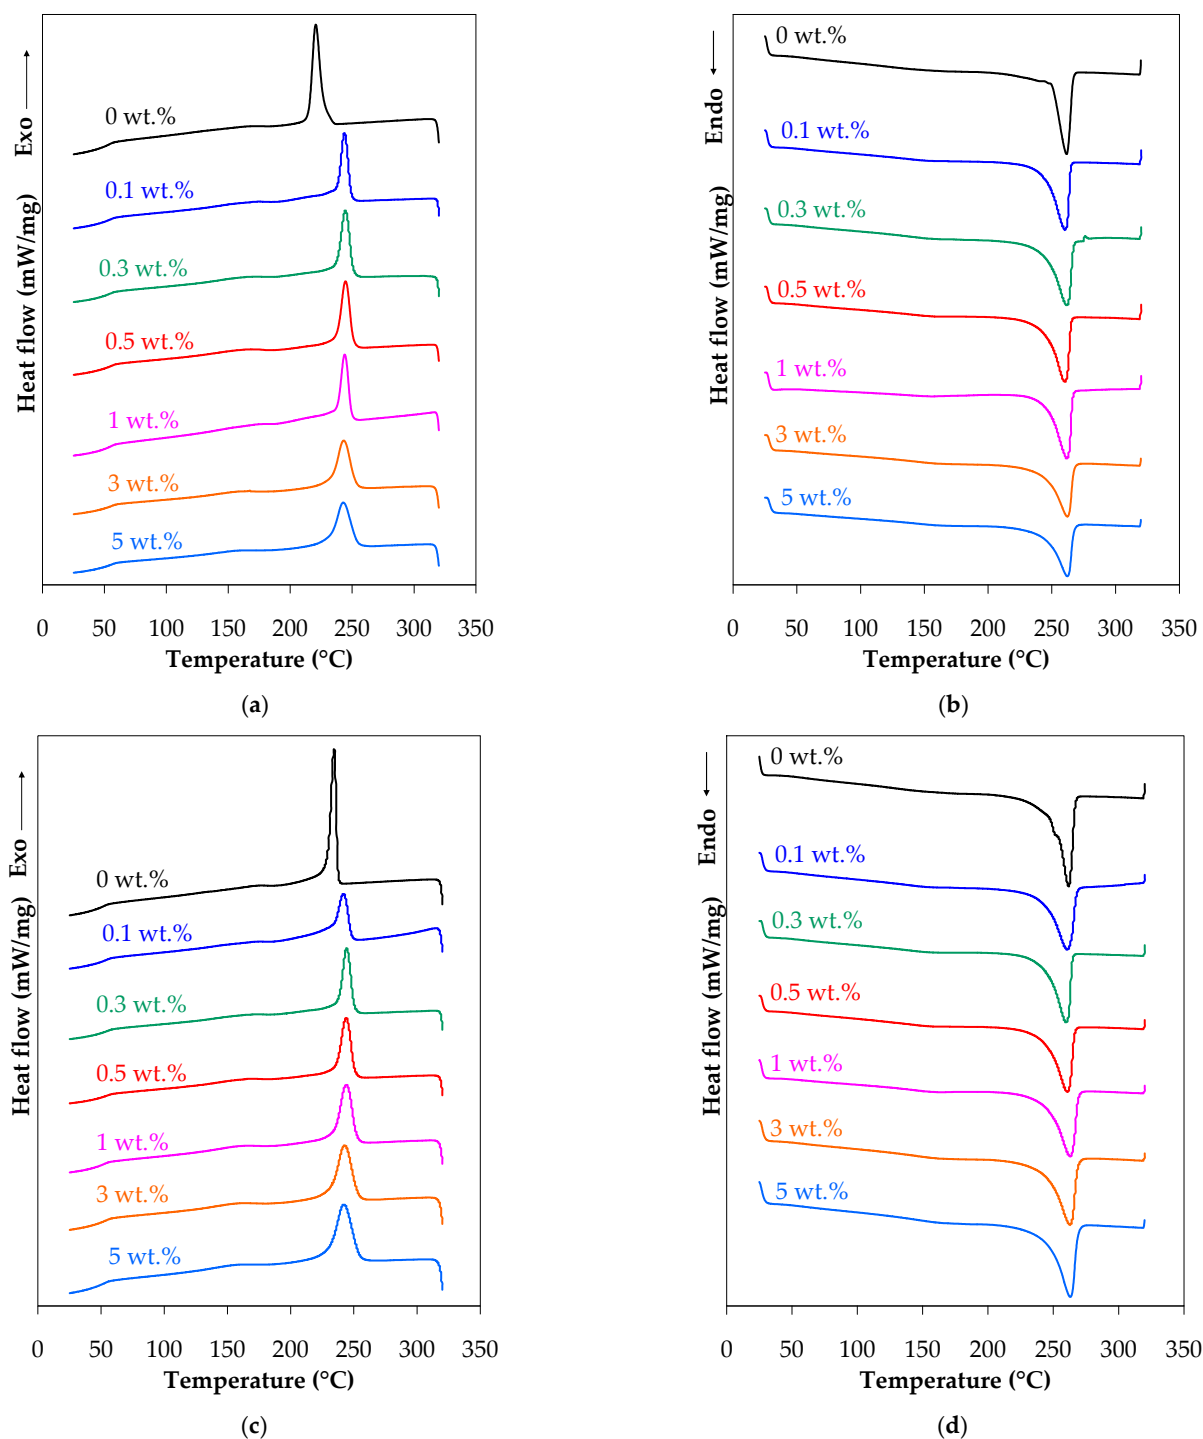 Exo
Heat flow (mW/mg)
0 wt.%
0.1 wt.%
0.3 wt.%
0.5 wt.%
1 wt.%
3 wt.%
5 wt.%
0 50 100 150 200 250 300 350
Temperature (°C)
(a)
Endo
Heat flow (mW/mg)
0 wt.%
0.1 wt.%
0.3 wt.%
0.5 wt.%
1 wt.%
3 wt.%
5 wt.%
0 50 100 150 200 250 300 350
Temperature (°C)
(b)
Exo
Heat flow (mW/mg)
0 wt.%
0.1 wt.%
0.3 wt.%
0.5 wt.%
1 wt.%
3 wt.%
5 wt.%
0 50 100 150 200 250 300 350
Temperature (°C)
(c)
Endo
Heat flow (mW/mg)
0 wt.%
0.1 wt.%
0.3 wt.%
0.5 wt.%
1 wt.%
3 wt.%
5 wt.%
0 50 100 150 200 250 300 350
Temperature (°C)
(d)